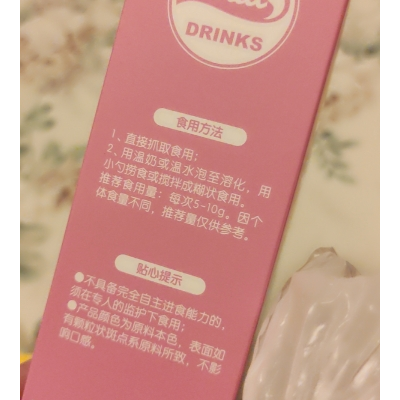 DRINKS
食用方法
1、直接抓取食用；
2、用温奶或温水泡至溶化，用
小勺捞食或搅拌成糊状食用。
推荐食用量：每次5-10g。因个
体食量不同，推荐量仅供参考。
贴心提示
●不具备完全自主进食能力的，
须在专人的监护下食用；
●产品颜色为原料本色，表面如
有颗粒状斑点系原料所致，不影
响口感。